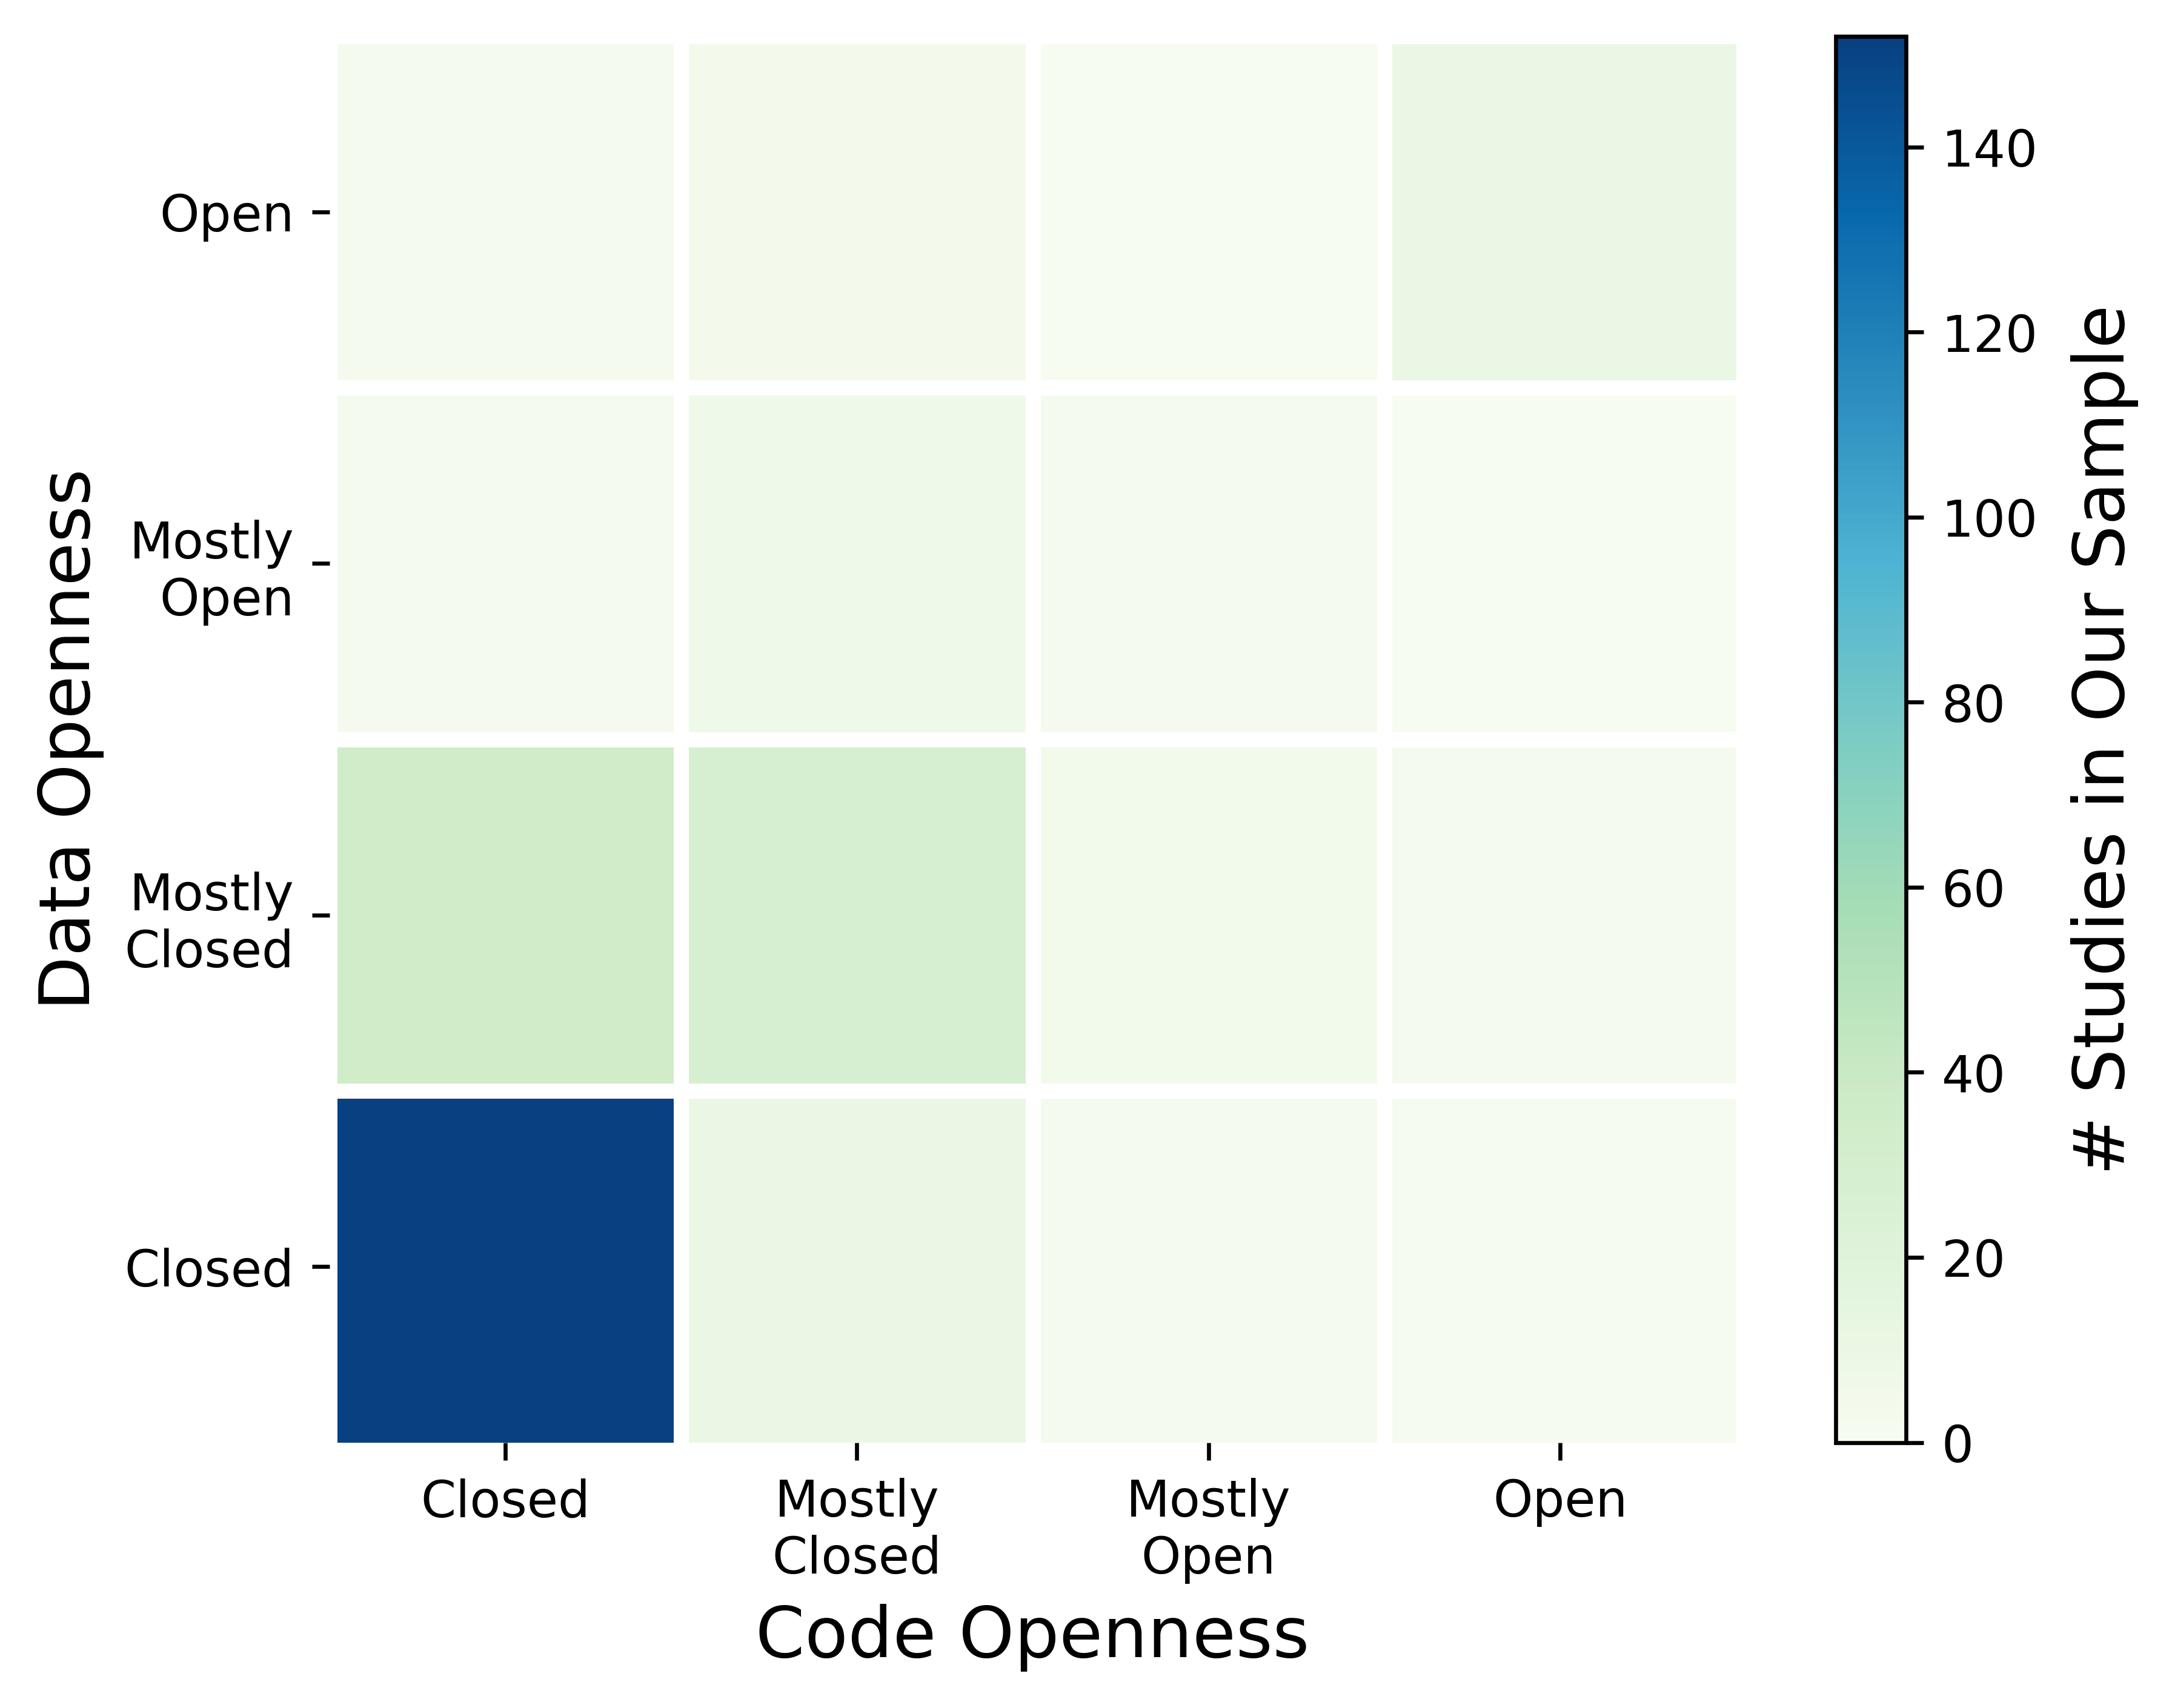 Data Openness
Open
Mostly
Open
Mostly
Closed
Closed
Closed
Mostly
Closed
Mostly
Open
Open
Code Openness
140
120
100
80
60
40
20
0
# Studies in Our Sample